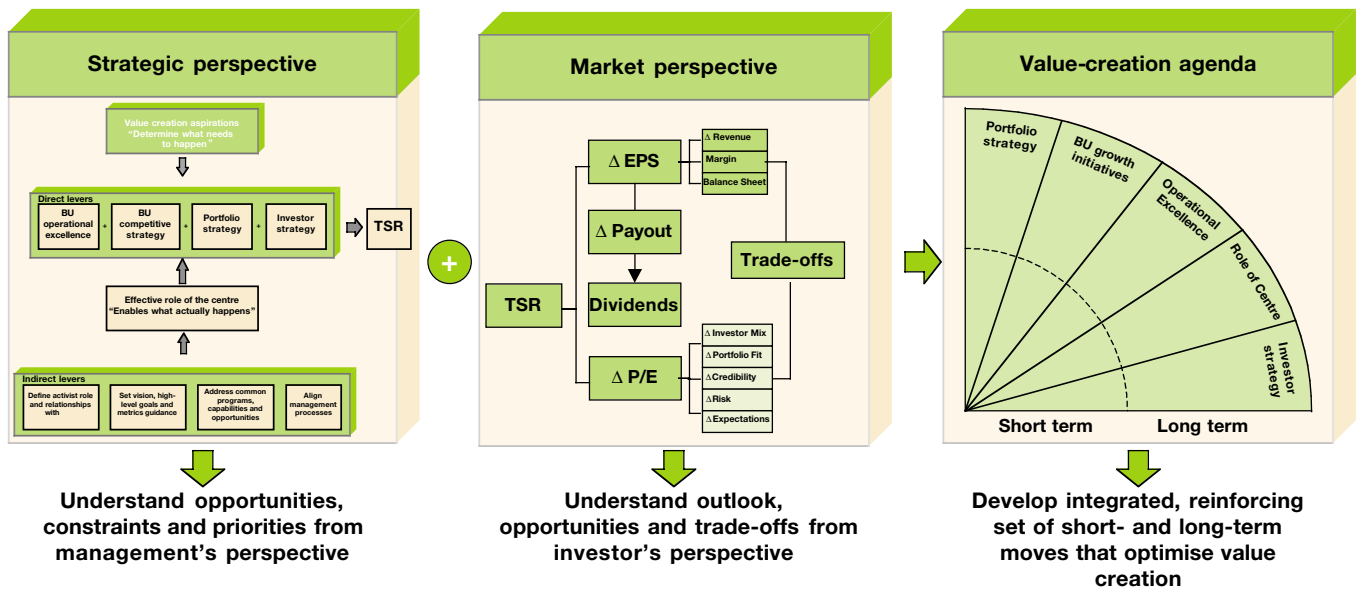 Strategic perspective
Value creation aspirations
“Determine what needs
to happen”
Direct levers
BU
operational
excellence
+
BU
competitive
strategy
+
Portfolio
strategy
+
Investor
strategy
TSR
Effective role of the centre
“Enables what actually happens”
Indirect levers
Define activist role
and relationships
with
Set vision, high-
level goals and
metrics guidance
Address common
programs,
capabilities and
opportunities
Align
management
processes
Understand opportunities,
constraints and priorities from
management’s perspective
+
Market perspective
TSR
Δ EPS
Δ Revenue
Margin
Balance Sheet
Δ Payout
Dividends
Trade-offs
Δ P/E
Δ Investor Mix
Δ Portfolio Fit
Δ Credibility
Δ Risk
Δ Expectations
Understand outlook,
opportunities and trade-offs from
investor’s perspective
Value-creation agenda
Portfolio
strategy
BU growth
initiatives
Operational
Excellence
Role of Centre
Investor
strategy
Short term
Long term
Develop integrated, reinforcing
set of short- and long-term
moves that optimise value
creation